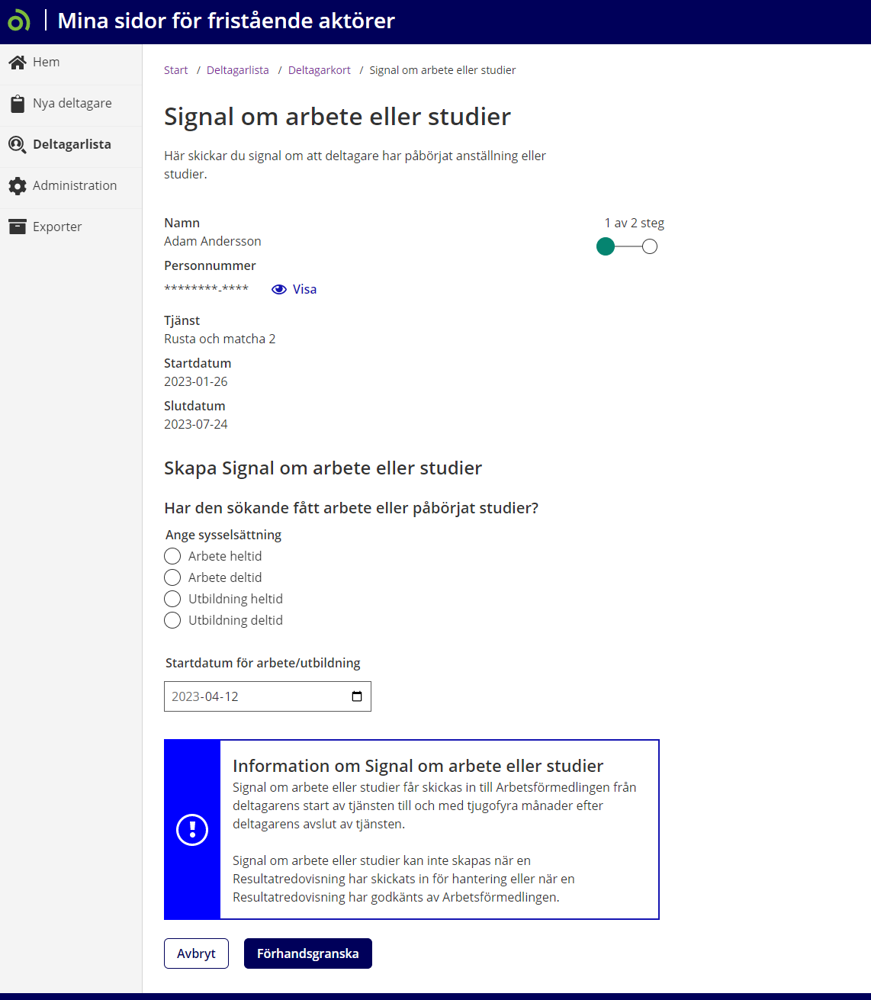 Mina sidor för fristående aktörer
Hem
Nya deltagare
Deltagarlista
Administration
Exporter
Start / Deltagarlista / Deltagarkort / Signal om arbete eller studier
Signal om arbete eller studier
Här skickar du signal om att deltagare har påbörjat anställning eller
studier.
Namn
Adam Andersson
1 av 2 steg
Personnummer
********-**** Visa
Tjänst
Rusta och matcha 2
Startdatum
2023-01-26
Slutdatum
2023-07-24
Skapa Signal om arbete eller studier
Har den sökande fått arbete eller påbörjat studier?
Ange sysselsättning
Arbete heltid
Arbete deltid
Utbildning heltid
Utbildning deltid
Startdatum för arbete/utbildning
2023-04-12
Information om Signal om arbete eller studier
Signal om arbete eller studier får skickas in till Arbetsförmedlingen från
deltagarens start av tjänsten till och med tjugofyra månader efter
deltagarens avslut av tjänsten.
Signal om arbete eller studier kan inte skapas när en
Resultatredovisning har skickats in för hantering eller när en
Resultatredovisning har godkänts av Arbetsförmedlingen.
Avbryt Förhandsgranska